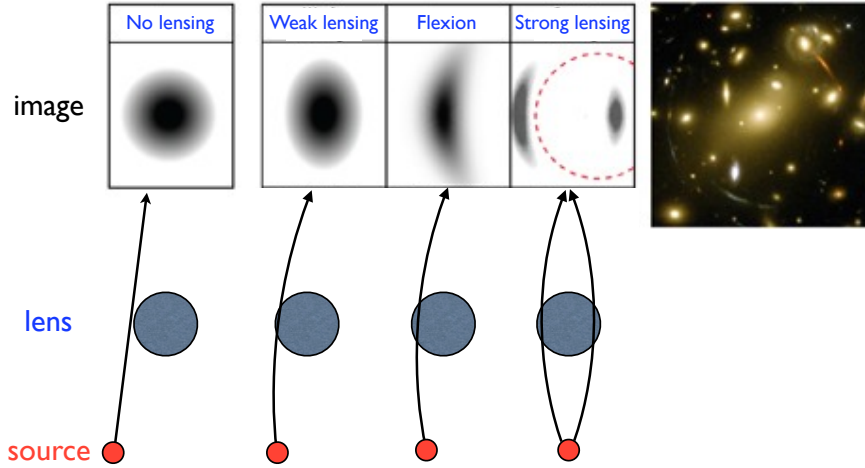 No lensing
Weak lensing
Flexion
Strong lensing
image
lens
source